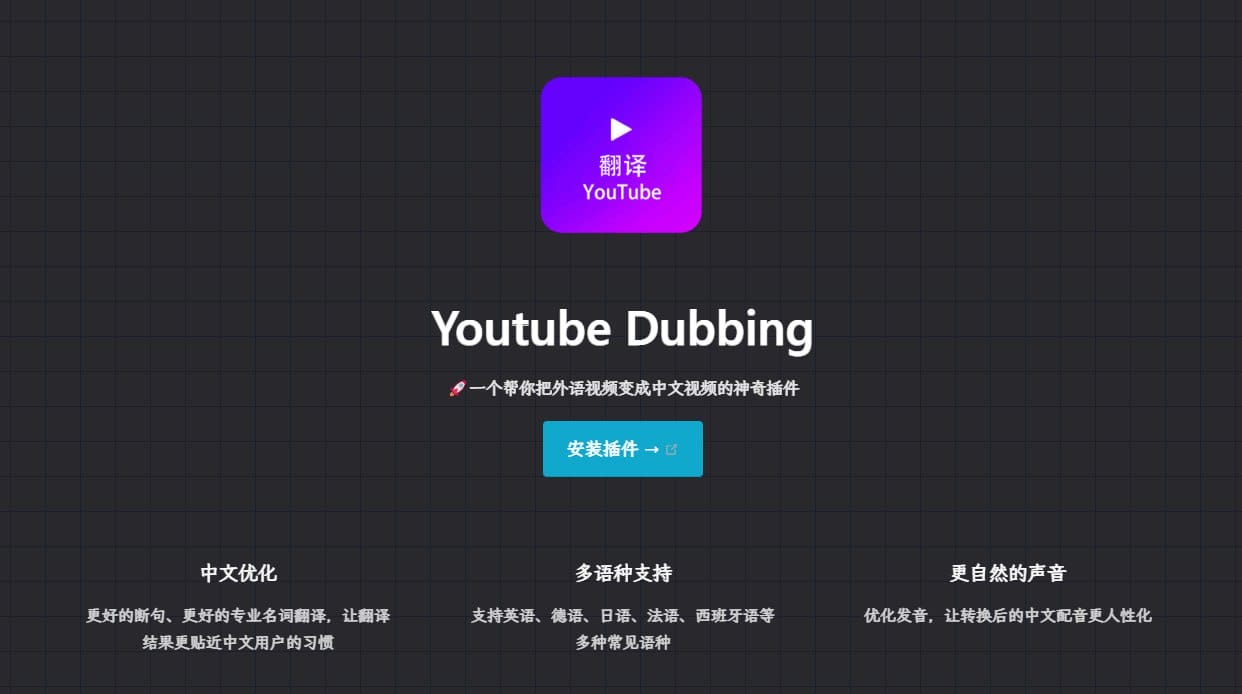 翻译
YouTube
Youtube Dubbing
🚀一个帮你把外语视频变成中文视频的神奇插件
安装插件 →
中文优化
更好的断句、更好的专业名词翻译，让翻译
结果更贴近中文用户的习惯
多语种支持
支持英语、德语、日语、法语、西班牙语等
多种常见语种
更自然的声音
优化发音，让转换后的中文配音更人性化